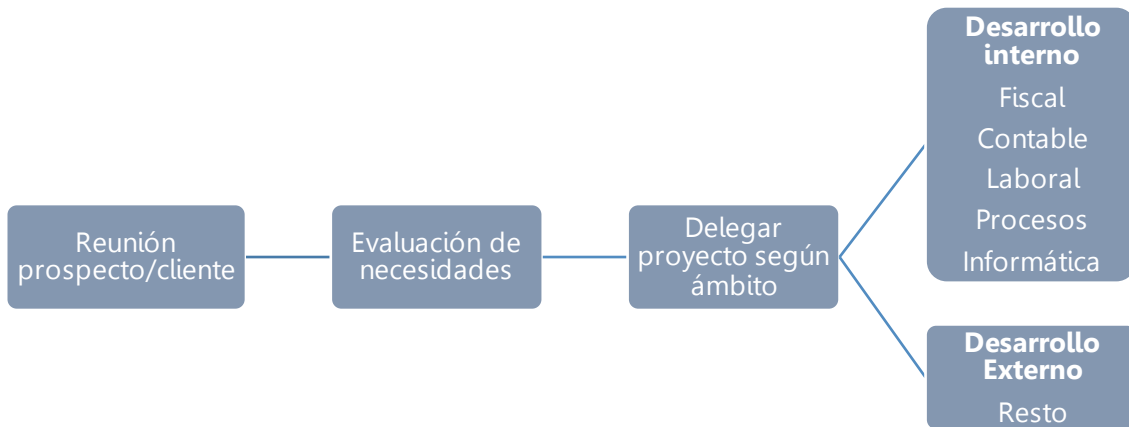 Reunión
prospecto/cliente
Evaluación de
necesidades
Delegar
proyecto según
ámbito
Desarrollo
interno
Fiscal
Contable
Laboral
Procesos
Informática
Desarrollo
Externo
Resto